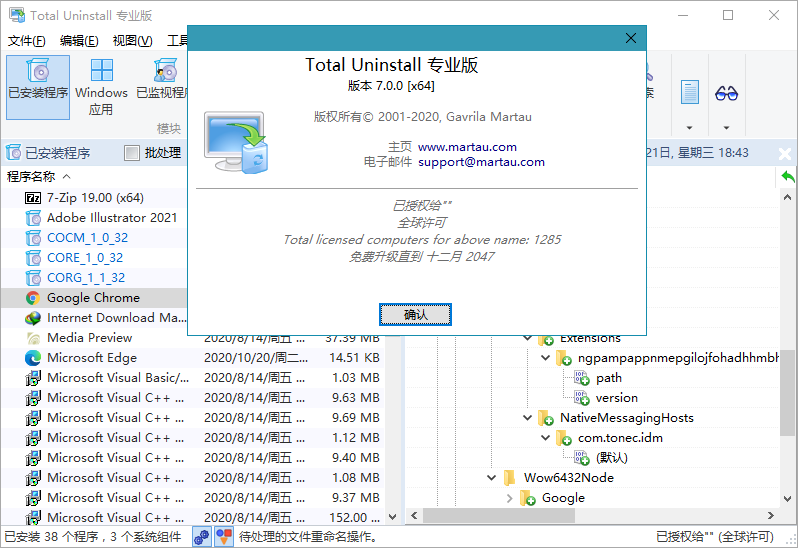 Total Uninstall 专业版
文件(F) 编辑(E) 视图(V)
已安装程序
Windows 应用
模块
Total Uninstall 专业版
版本 7.0.0 [x64]
版权所有© 2001-2020, Gavrila Martau
主页 www.martau.com
电子邮件 support@martau.com
已授权给""
全球许可
Total licensed computers for above name: 1285
免费升级直到 十二月 2047
确认
已安装程序 批处理
21日, 星期三 18:43
程序名称
7-Zip 19.00 (x64)
Adobe Illustrator 2021
COCM_1_0_32
CORE_1_0_32
CORG_1_1_32
Google Chrome
Internet Download Ma...
Media Preview 2020/8/14/周五 ... 37.39 MB
Microsoft Edge 2020/10/20/周二... 14.51 KB
Microsoft Visual Basic/... 2020/8/14/周五 ... 1.03 MB
Microsoft Visual C++ ... 2020/8/14/周五 ... 9.63 MB
Microsoft Visual C++ ... 2020/8/14/周五 ... 9.69 MB
Microsoft Visual C++ ... 2020/8/14/周五 ... 1.12 MB
Microsoft Visual C++ ... 2020/8/14/周五 ... 9.40 MB
Microsoft Visual C++ ... 2020/8/14/周五 ... 1.08 MB
Microsoft Visual C++ ... 2020/8/14/周五 ... 9.37 MB
Microsoft Visual C++ ... 2020/8/14/周五 ... 152.00 ...
Extensions
ngpampappnmepgilojfohadhhmbh
path
version
NativeMessagingHosts
com.tonec.idm
(默认)
Wow6432Node
Google
已安装 38 个程序，3 个系统组件
待处理的文件重命名操作。
已授权给"" (全球许可)